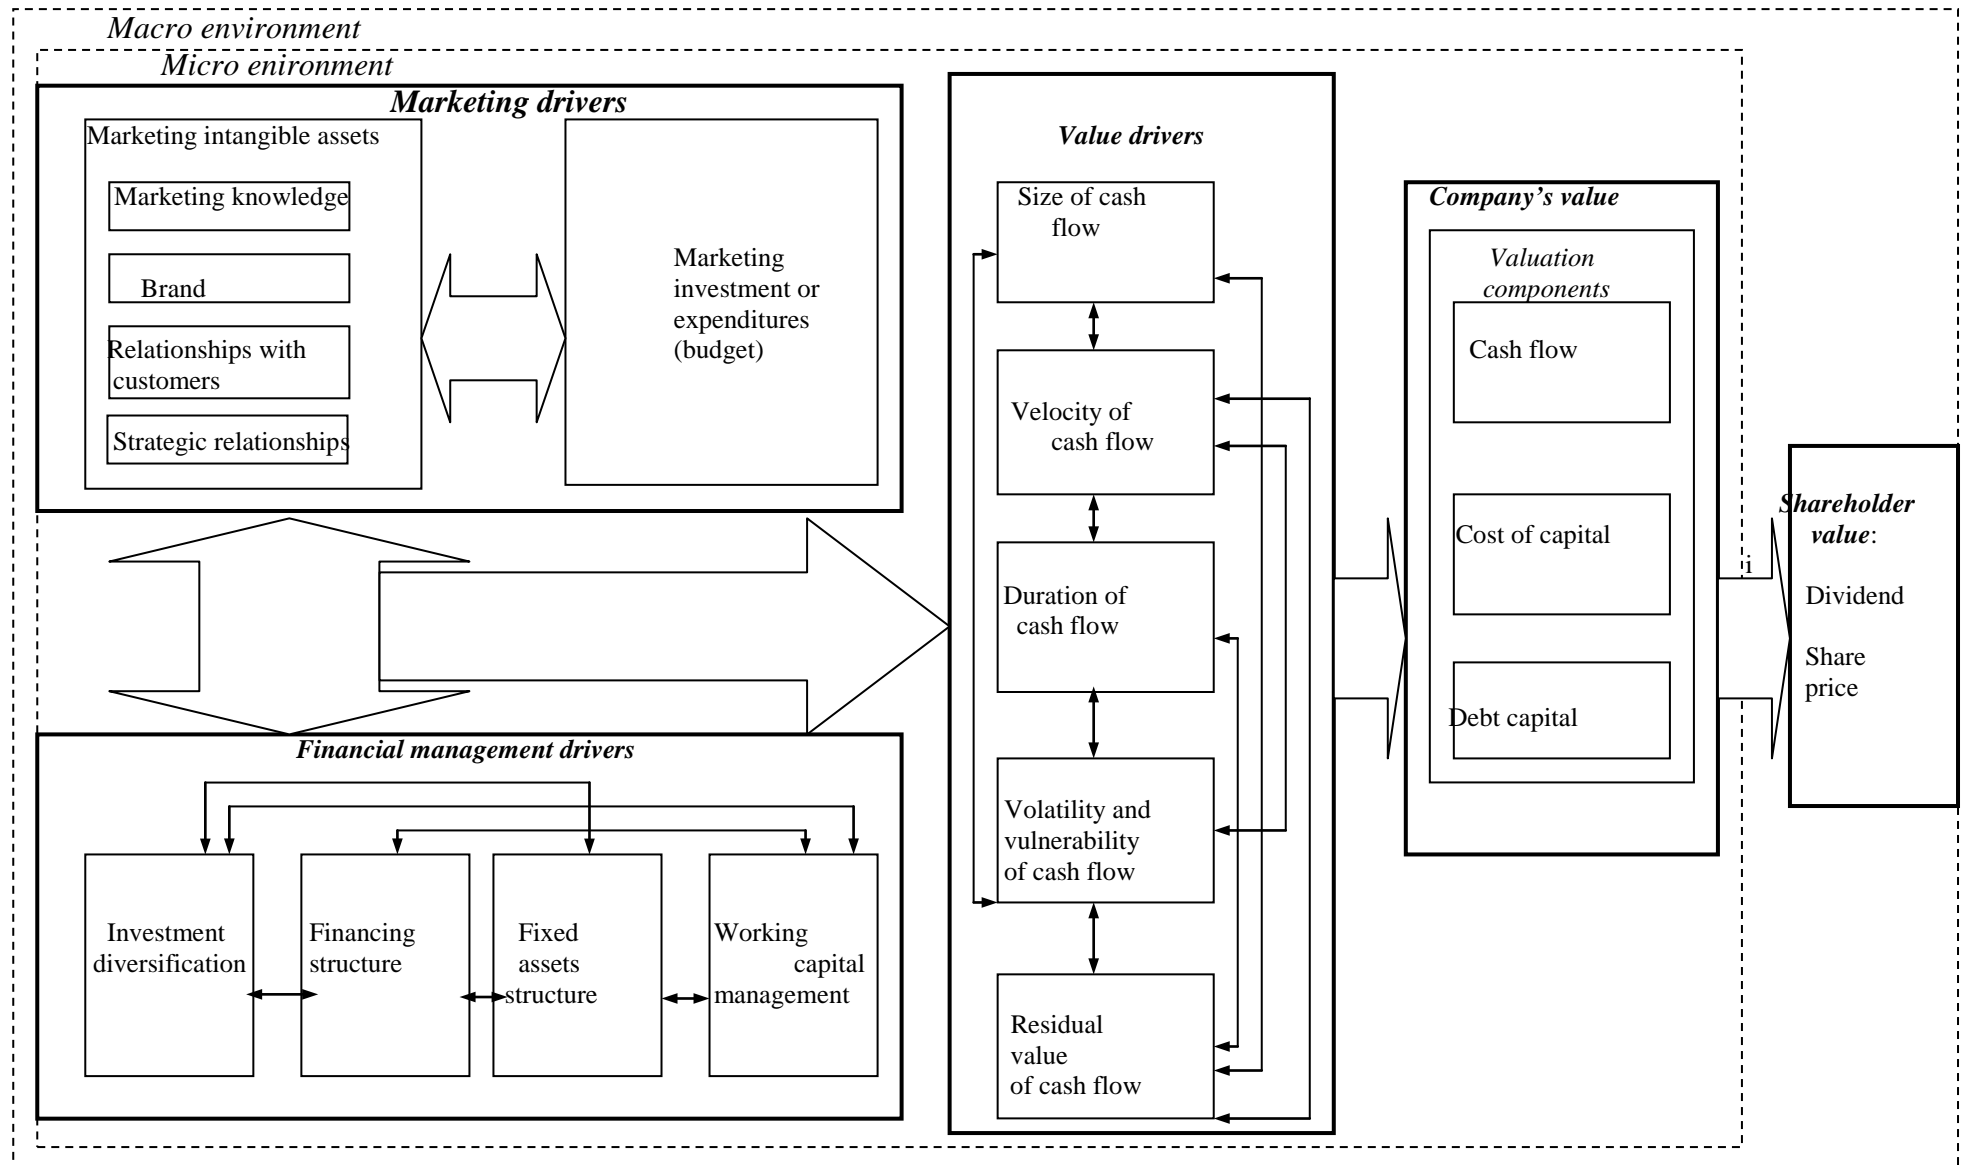 Macro environment
Micro enironment
Marketing drivers
Marketing intangible assets
Marketing knowledge
Brand
Relationships with
customers
Strategic relationships
Marketing
investment or
expenditures
(budget)
Financial management drivers
Investment
diversification
Financing
structure
Fixed
assets
structure
Working
capital
management
Value drivers
Size of cash
flow
Velocity of
cash flow
Duration of
cash flow
Volatility and
vulnerability
of cash flow
Residual
value
of cash flow
Company’s value
Valuation
components
Cash flow
Cost of capital
Debt capital
i
Shareholder
value:
Dividend
Share
price